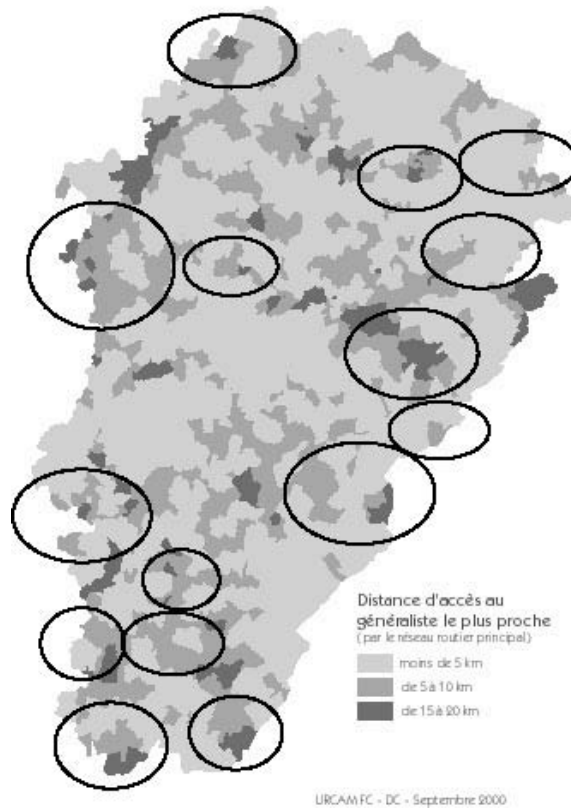 Distance d'accès au
généraliste le plus proche
(par le réseau routier principal)
moins de 5 km
de 5 à 10 km
de 15 à 20 km
URCAM FC - DC - Septembre 2000